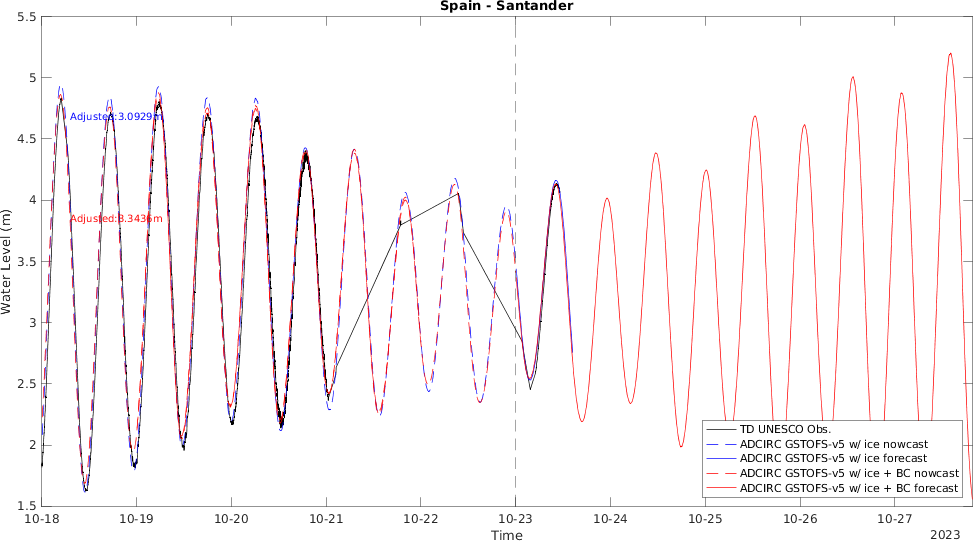 Spain - Santander
5.5
5
4.5
4
3.5
3
2.5
2
1.5
Water Level (m)
Adjusted:3.0929m
Adjusted:3.3436m
TD UNESCO Obs.
ADCIRC GSTOFS-v5 w/ ice nowcast
ADCIRC GSTOFS-v5 w/ ice forecast
ADCIRC GSTOFS-v5 w/ ice + BC nowcast
ADCIRC GSTOFS-v5 w/ ice + BC forecast
10-18 10-19 10-20 10-21 10-22 10-23 10-24 10-25 10-26 10-27
Time
2023